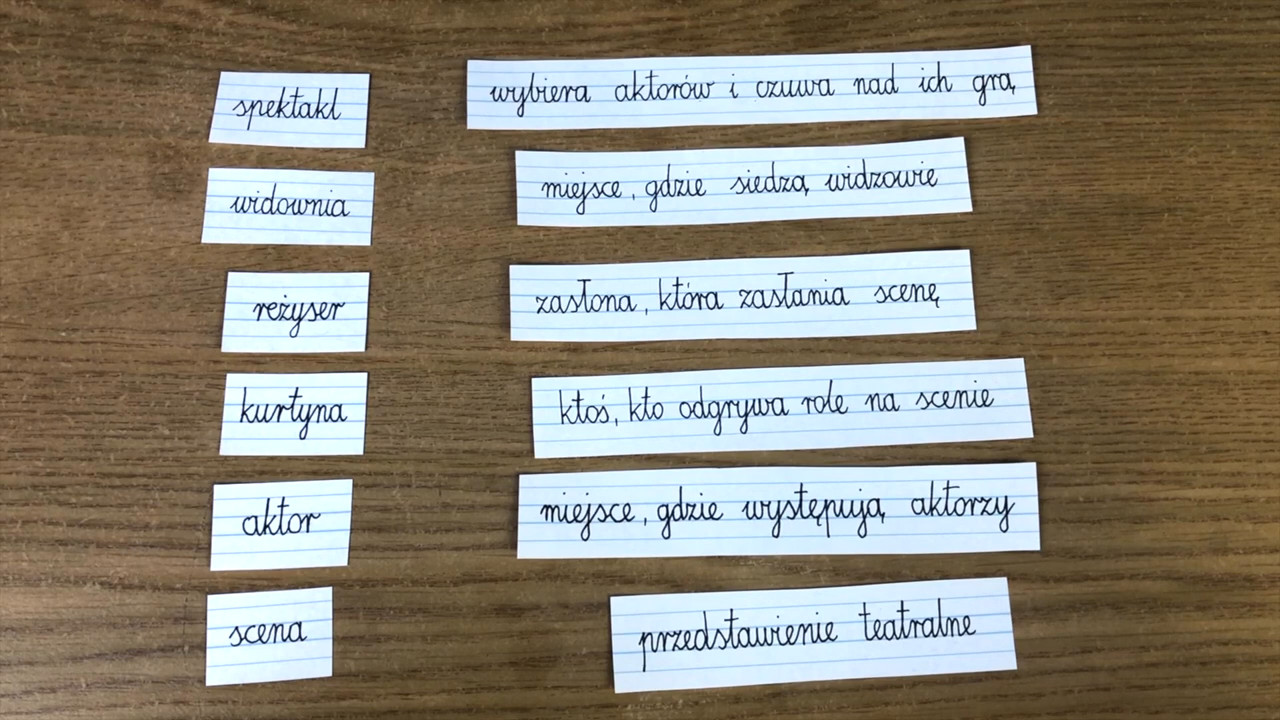 spektakl
wybiera aktorów i czuwa nad ich grą
widownia
miejsce, gdzie siedzą widzowie
reżyser
zasłona, która zasłania scenę
kurtyna
ktoś, kto odgrywa role na scenie
aktor
miejsce, gdzie występują aktorzy
scena
przedstawienie teatralne